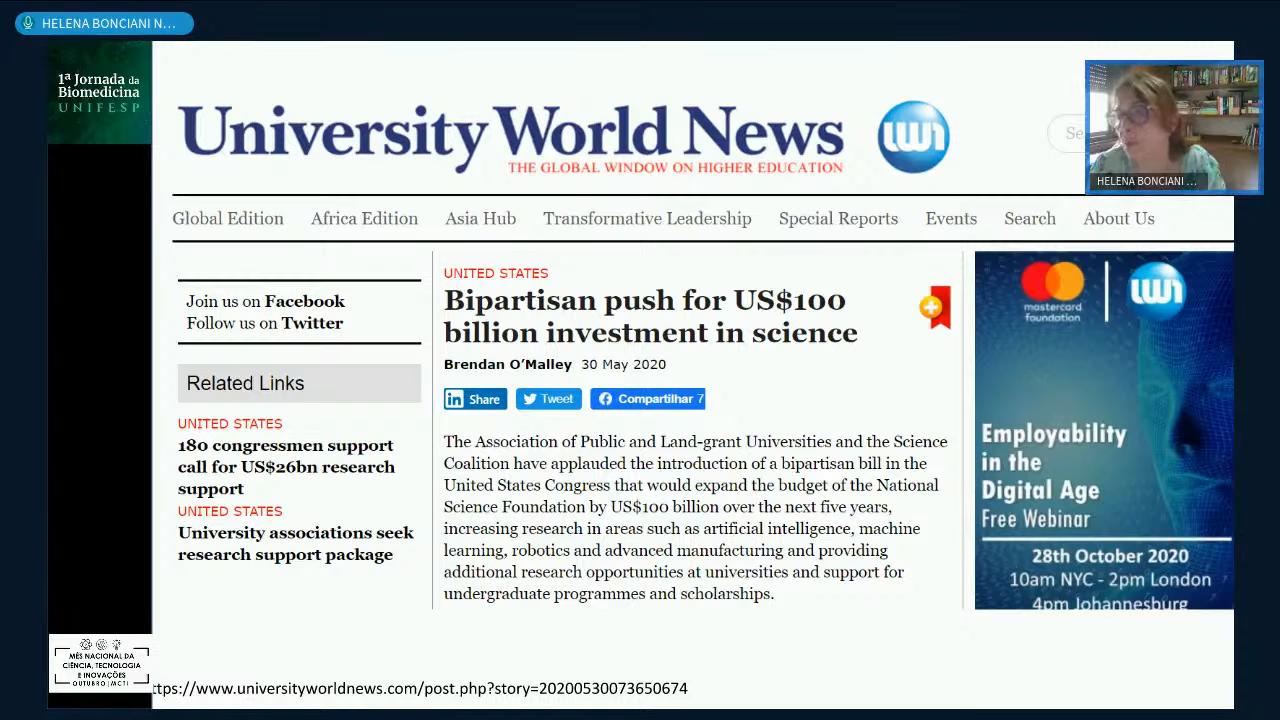 HELENA BONCIANI N...
1ª Jornada da
Biomedicina
UNIFESP
University World News
THE GLOBAL WINDOW ON HIGHER EDUCATION
uwn
Se
HELENA BONCIANI ...
Global Edition Africa Edition Asia Hub Transformative Leadership Special Reports Events Search About Us
Join us on Facebook
Follow us on Twitter
Related Links
UNITED STATES
180 congressmen support
call for US$26bn research
support
UNITED STATES
University associations seek
research support package
UNITED STATES
Bipartisan push for US$100
billion investment in science
Brendan O’Malley 30 May 2020
in Share
Tweet
Compartilhar 7
The Association of Public and Land-grant Universities and the Science
Coalition have applauded the introduction of a bipartisan bill in the
United States Congress that would expand the budget of the National
Science Foundation by US$100 billion over the next five years,
increasing research in areas such as artificial intelligence, machine
learning, robotics and advanced manufacturing and providing
additional research opportunities at universities and support for
undergraduate programmes and scholarships.
mastercard
foundation
uwn
Employability
in the
Digital Age
Free Webinar
28th October 2020
10am NYC - 2pm London
4pm Johannesburg
MÊS NACIONAL DA
CIÊNCIA, TECNOLOGIA
E INOVAÇÕES
OUTUBRO | MCTI
ttps://www.universityworldnews.com/post.php?story=20200530073650674